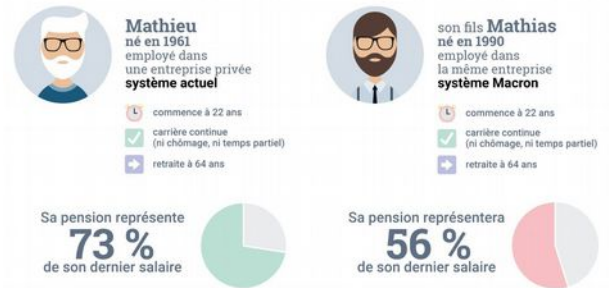 Mathieu
né en 1961
employé dans
une entreprise privée
système actuel
commence à 22 ans
carrière continue
(ni chômage, ni temps partiel)
retraite à 64 ans
Sa pension représente
73 %
de son dernier salaire
son fils Mathias
né en 1990
employé dans
la même entreprise
système Macron
commence à 22 ans
carrière continue
(ni chômage, ni temps partiel)
retraite à 64 ans
Sa pension représentera
56 %
de son dernier salaire